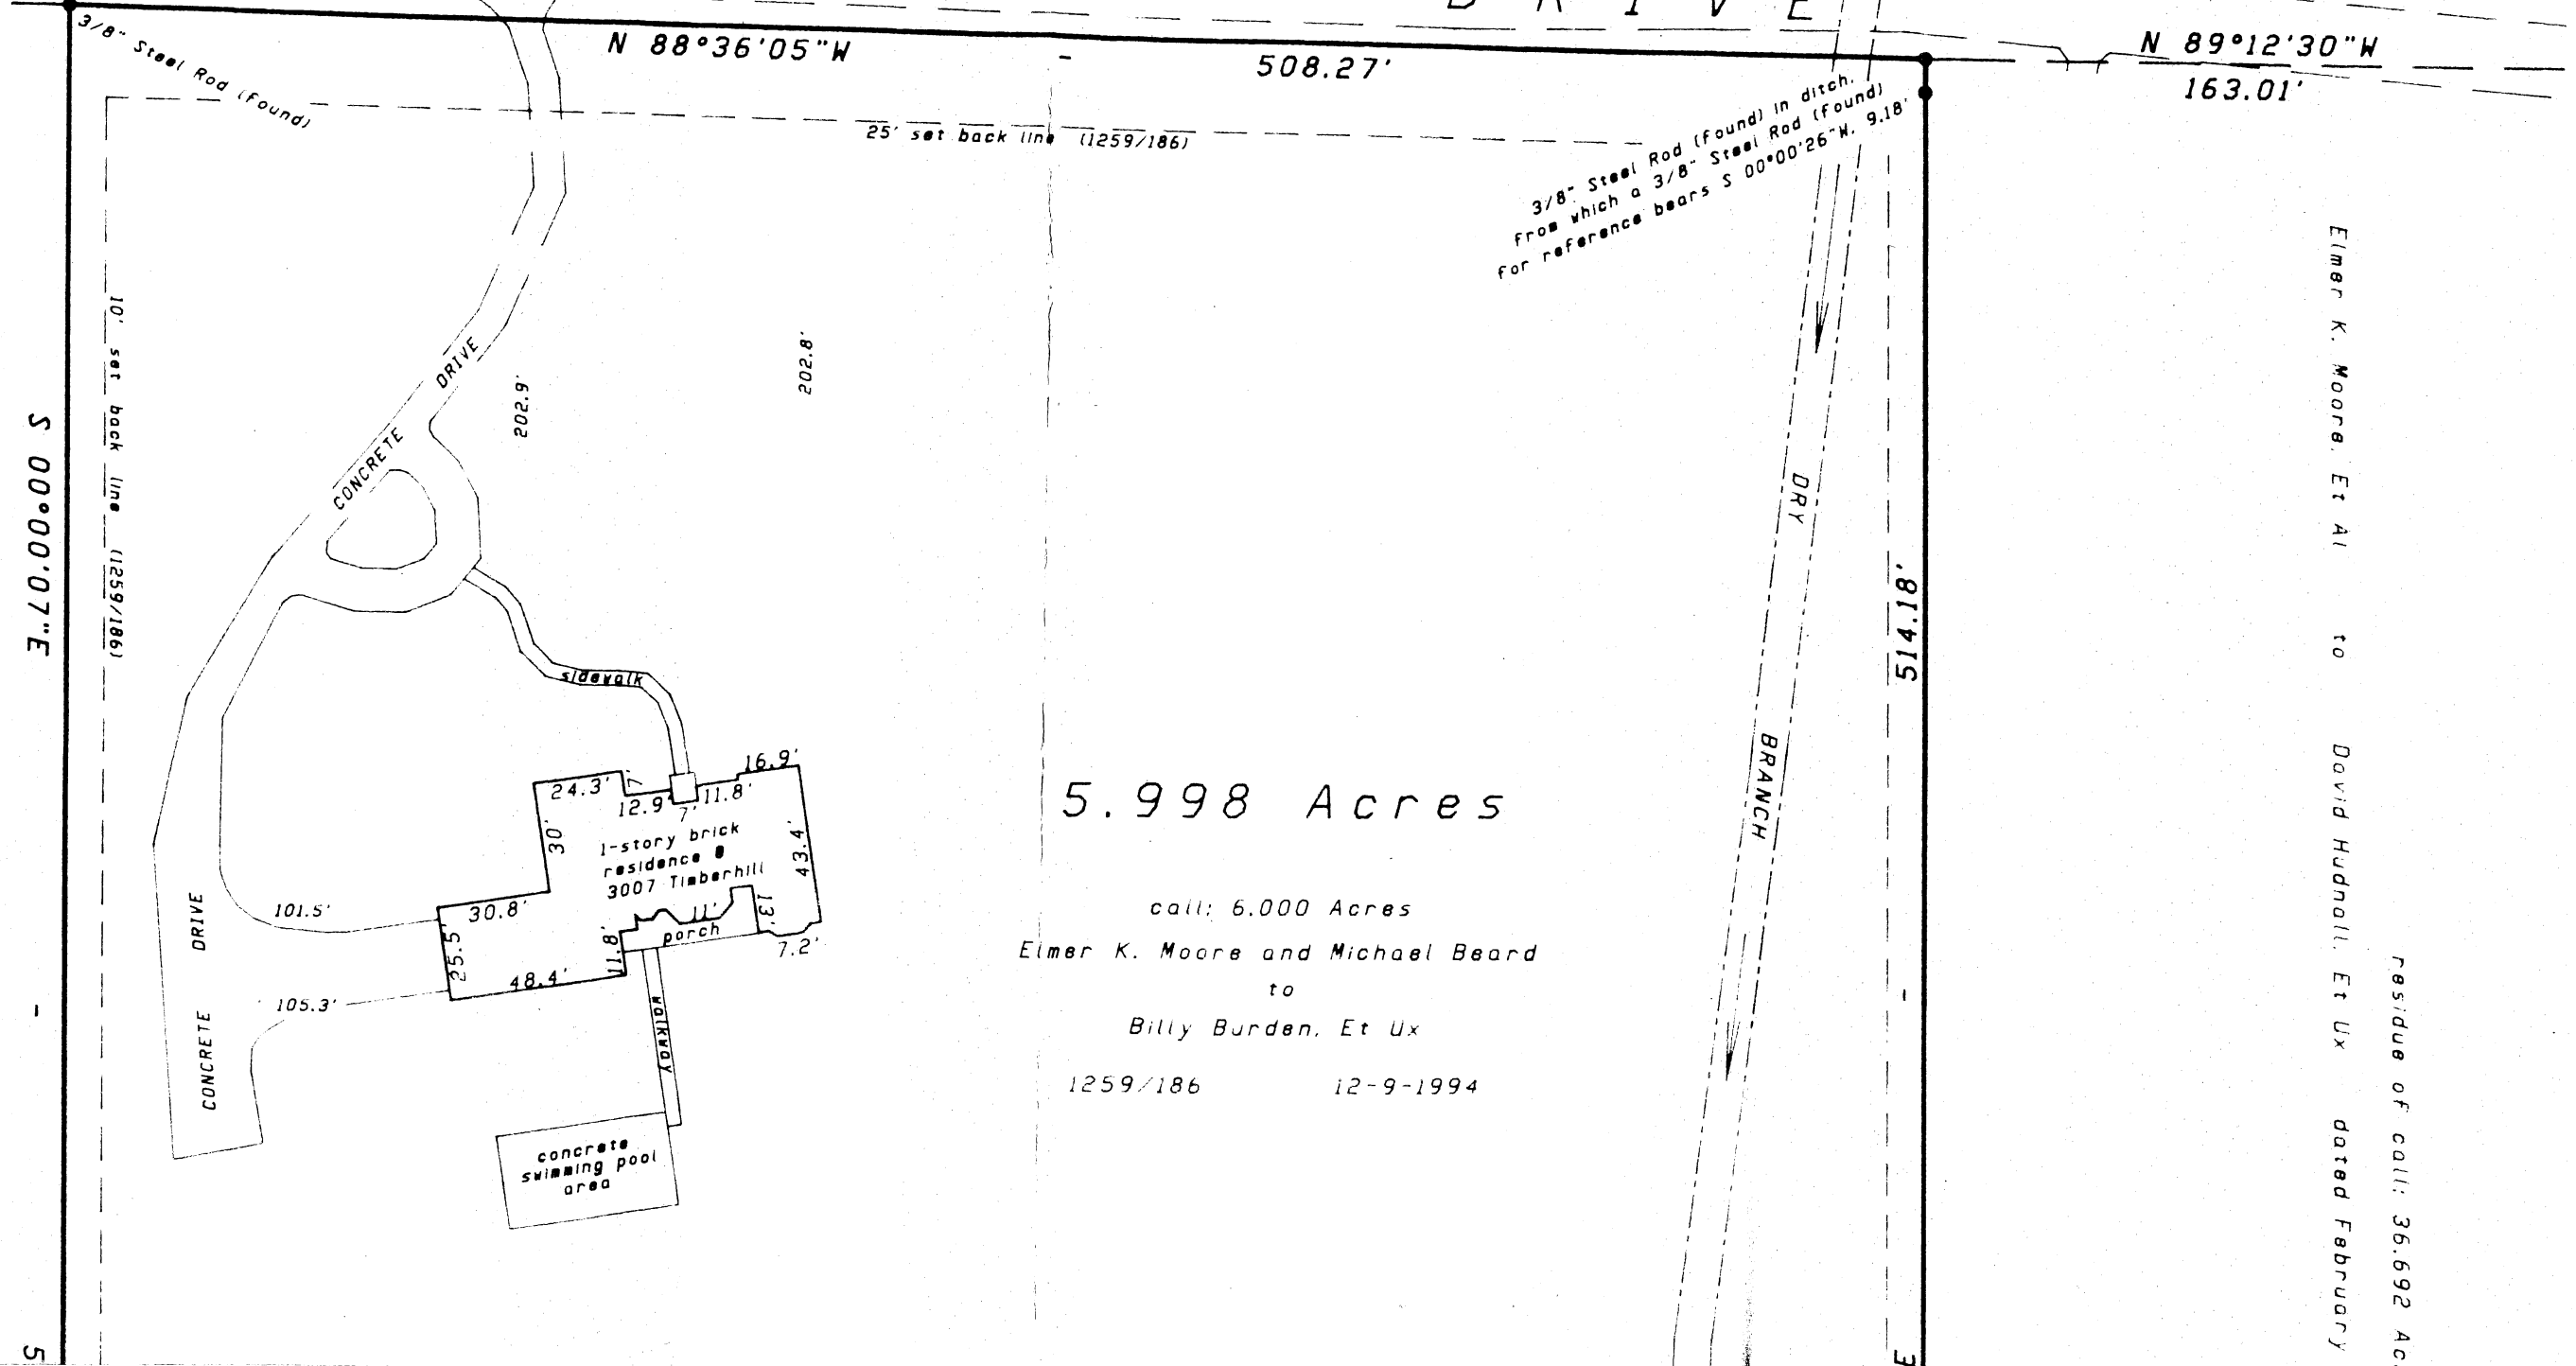 D R I V E
N 88°36'05"W - 508.27'
N 89°12'30"W
163.01'
3/8" Steel Rod (found)
25' set back line (1259/186)
3/8" Steel Rod (found) in ditch,
from which a 3/8" Steel Rod (found)
for reference bears S 00°00'26"W, 9.18'
10' set back line (1259/186)
S 00°00'07"E - 5
CONCRETE DRIVE
202.9'
202.8'
sidewalk
24.3'
7'
12.9'
7'
11.8'
16.9'
30'
43.4'
1-story brick
residence @
3007 Timberhill
30.8'
25.5'
48.4'
11.8'
11'
13'
porch
7.2'
101.5'
105.3'
CONCRETE DRIVE
walkway
concrete
swimming pool
area
5.998 Acres
call: 6.000 Acres
Elmer K. Moore and Michael Beard
to
Billy Burden, Et Ux
1259/186 12-9-1994
DRY BRANCH
514.18' -
E
Elmer K. Moore, Et Al to David Hudnall, Et Ux dated February
residue of call: 36.692 Ac